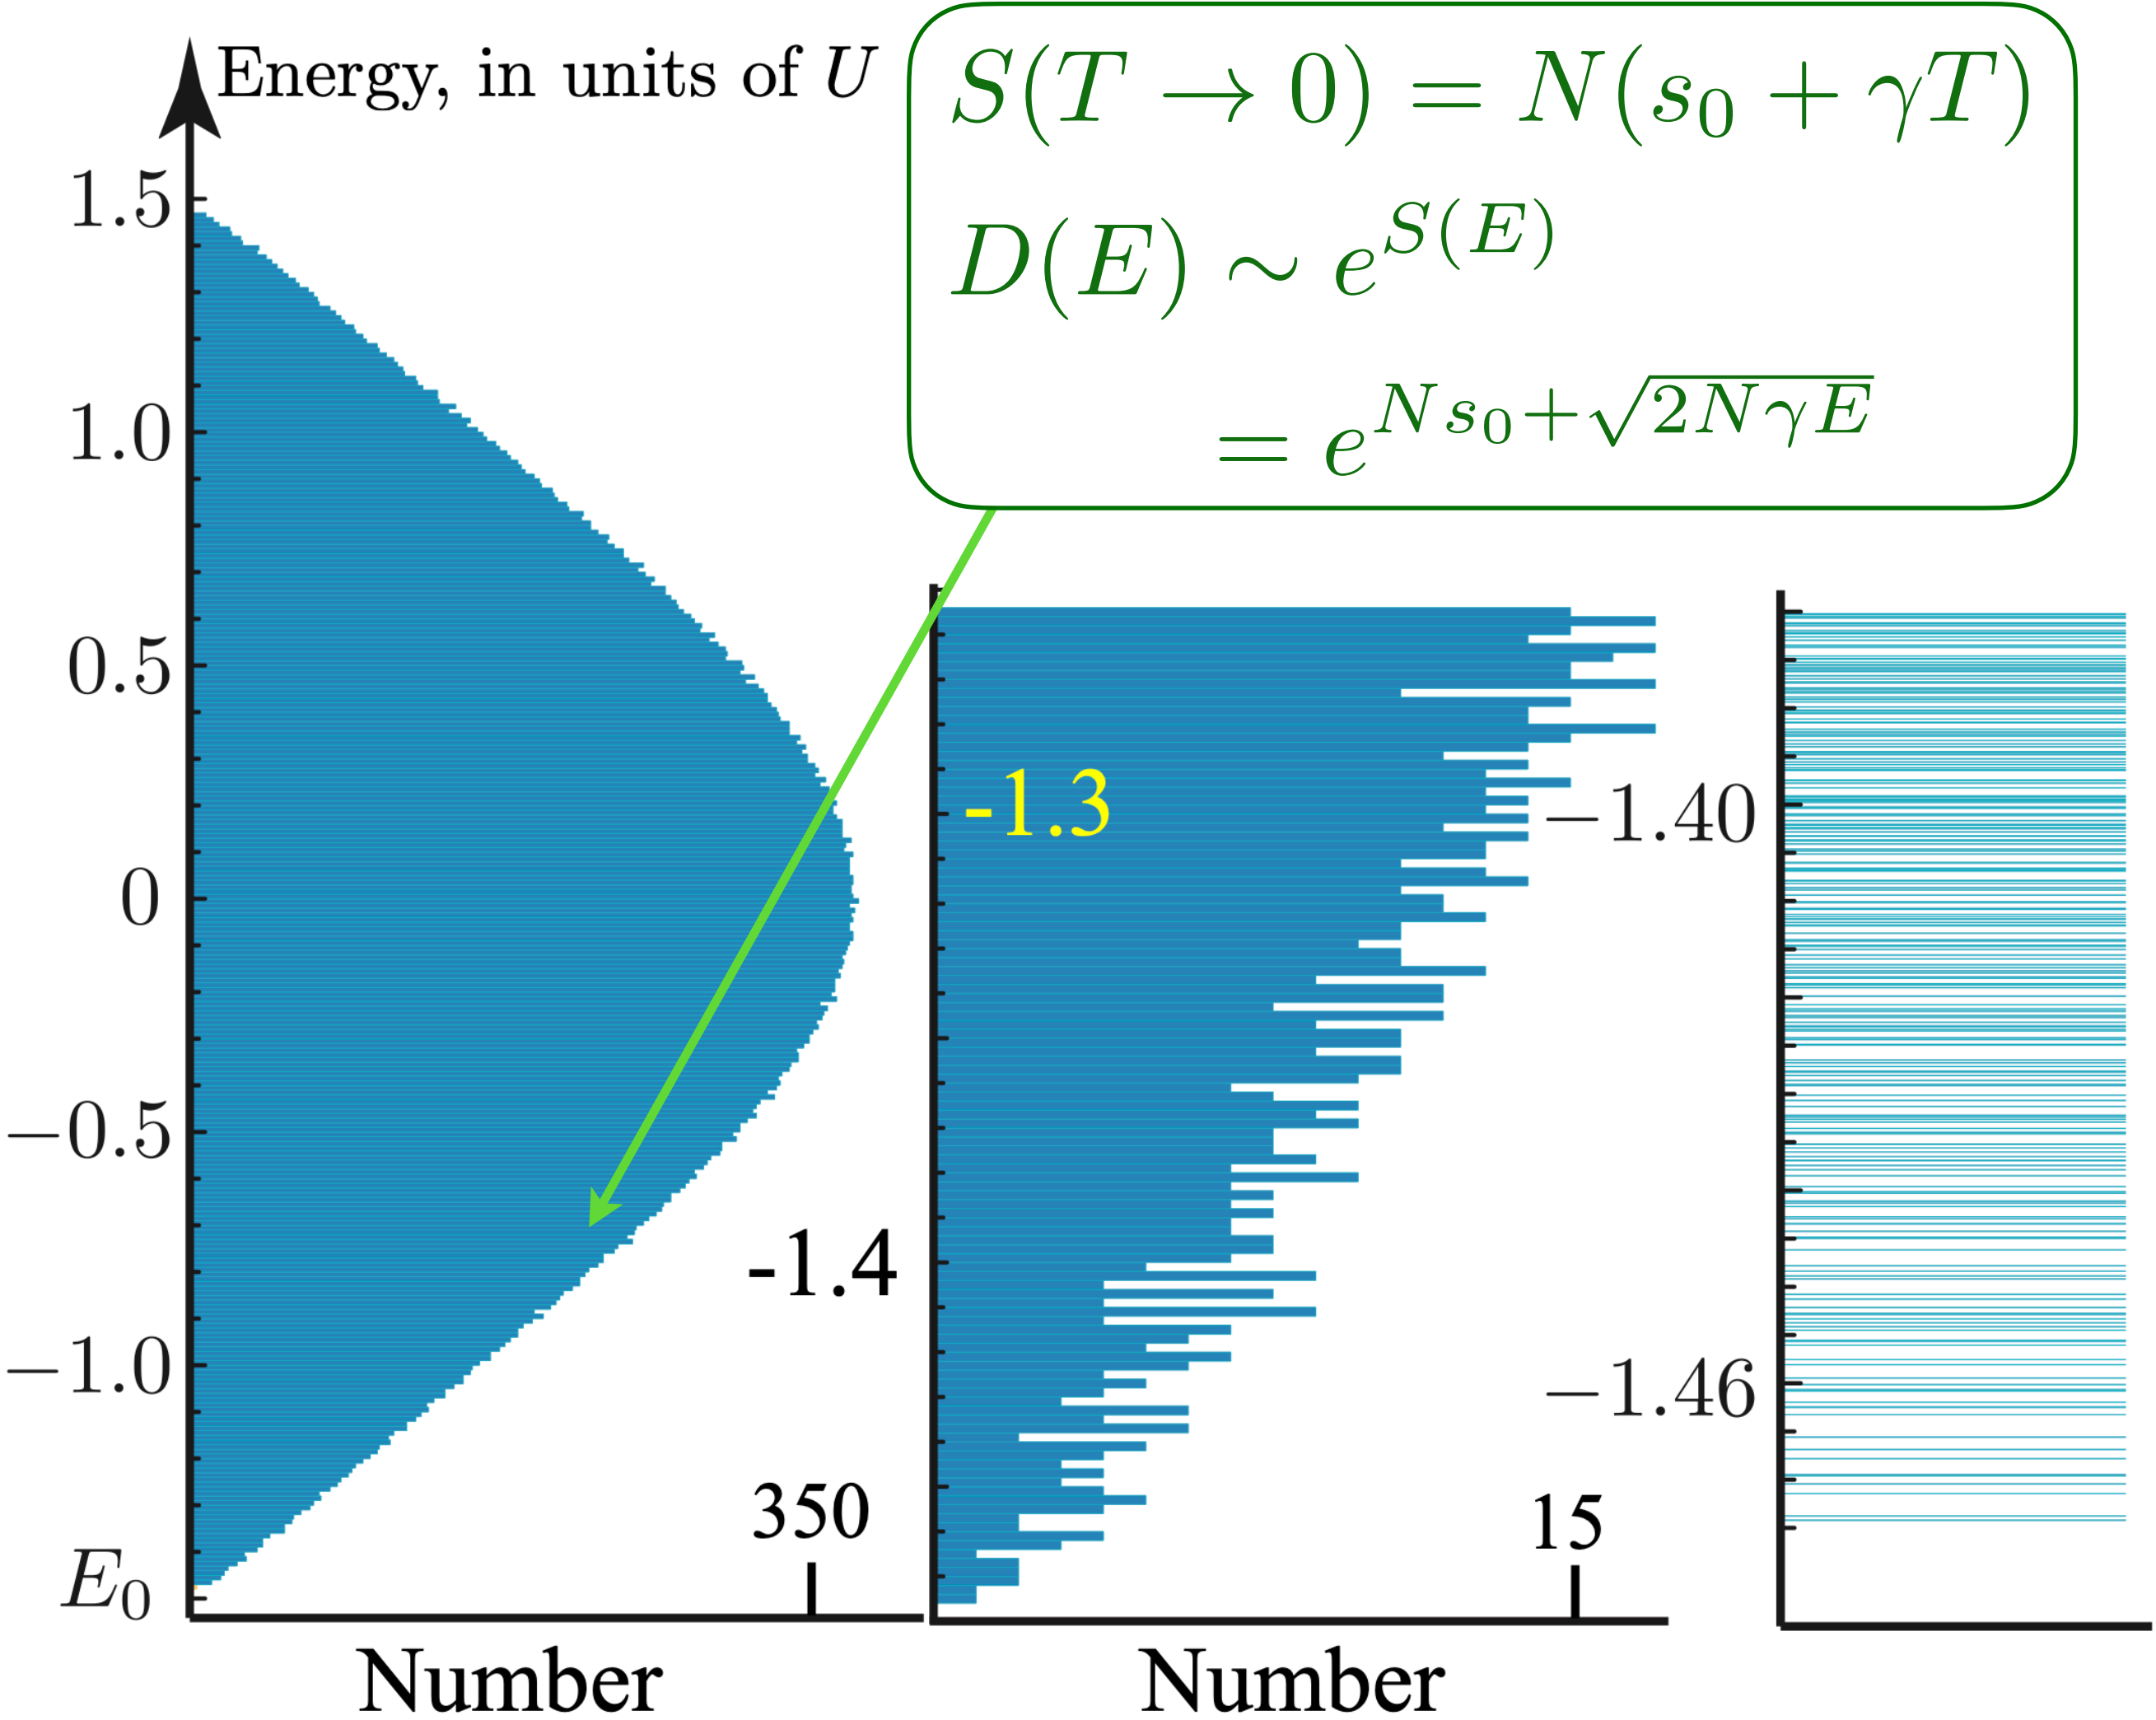 Energy, in units of U
S(T → 0) = N(s₀ + γT)
D(E) ∼ e^{S(E)}
= e^{Ns₀+√(2NγE)}
1.5
1.0
0.5
0
−0.5
−1.0
E₀
350
Number
-1.3
-1.4
15
Number
−1.40
−1.46